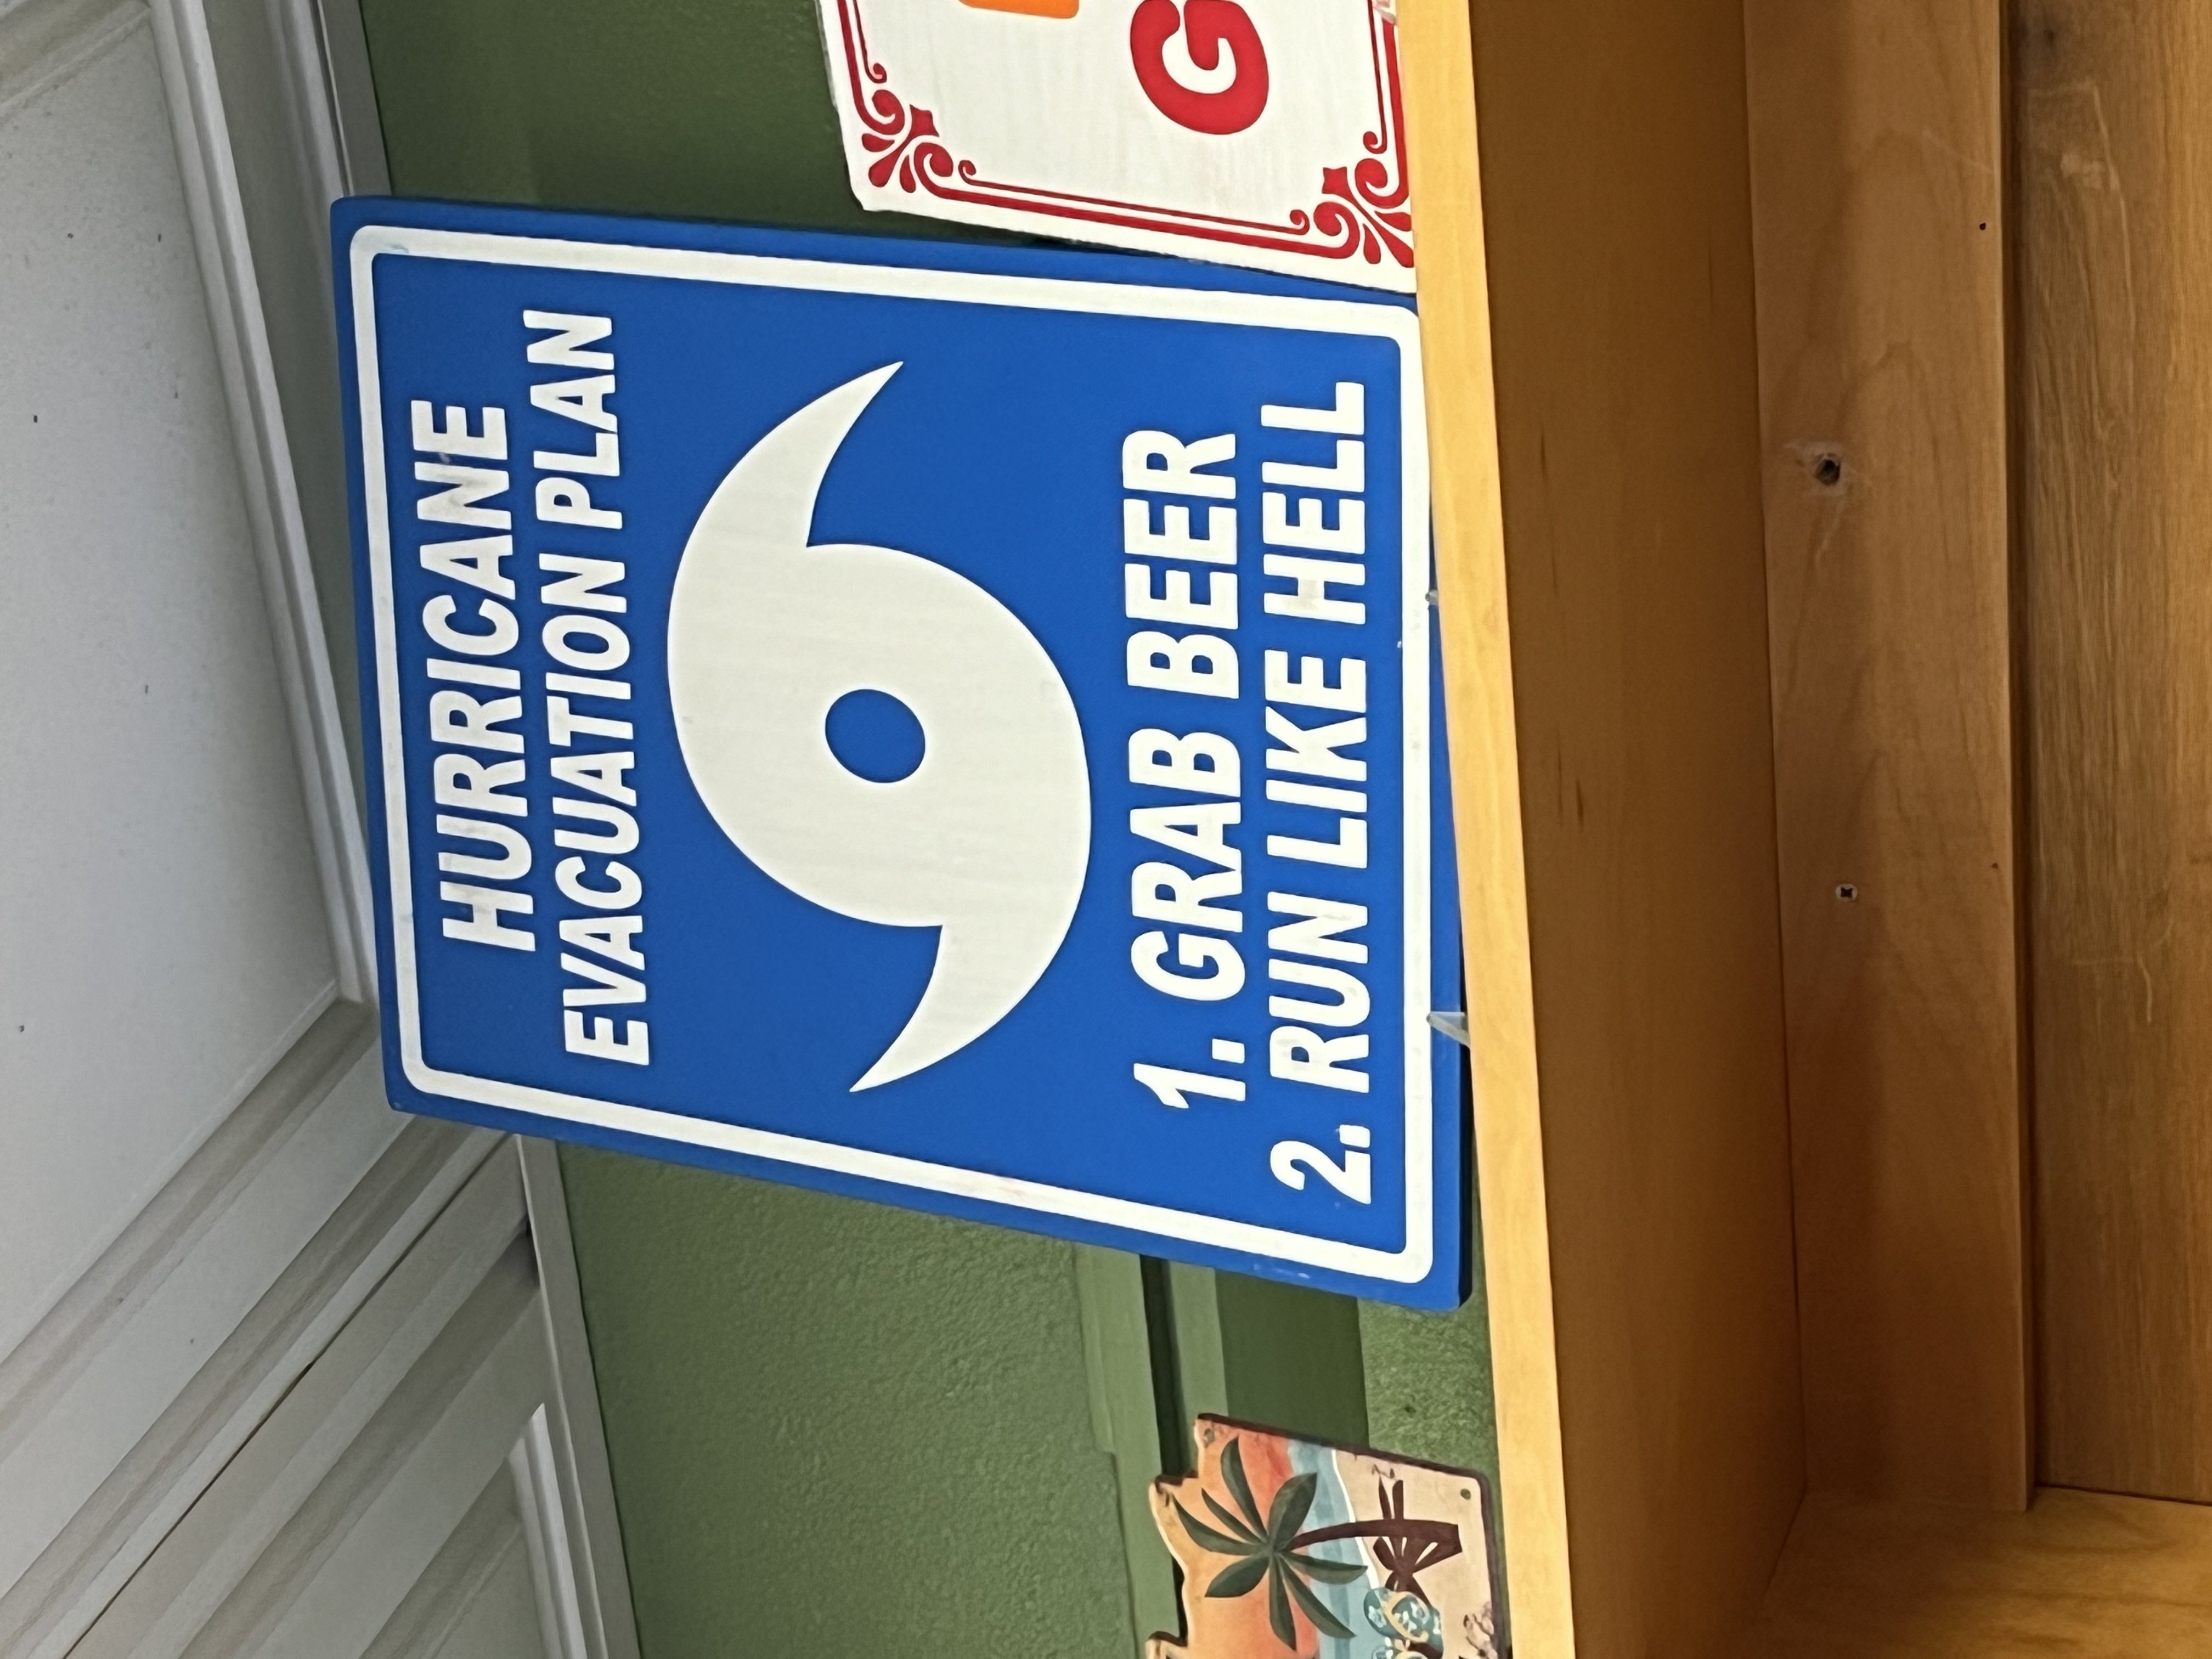 HURRICANE
EVACUATION PLAN
1. GRAB BEER
2. RUN LIKE HELL
G